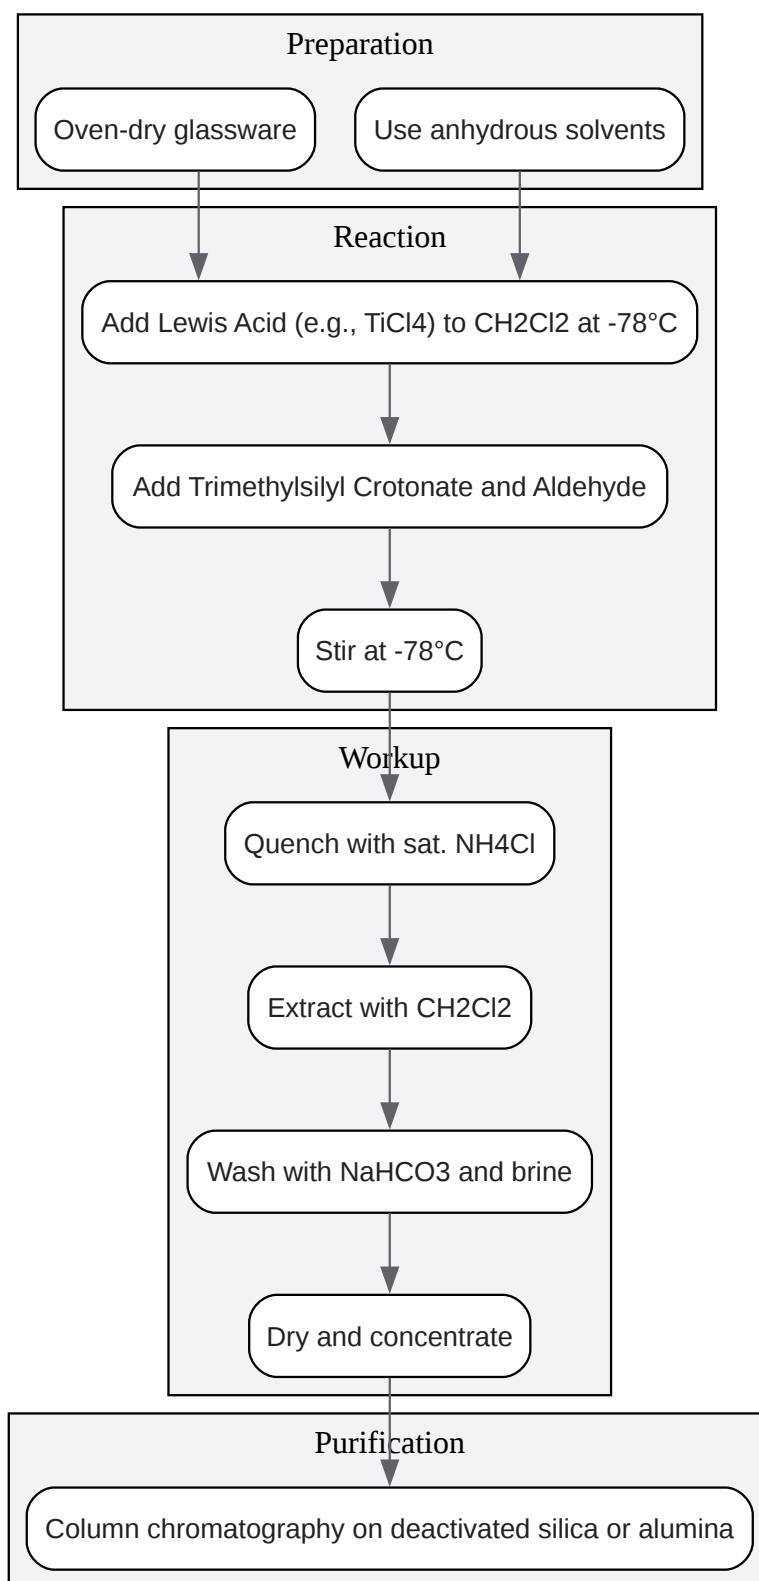 Preparation
Oven-dry glassware
Use anhydrous solvents
Reaction
Add Lewis Acid (e.g., TiCl4) to CH2Cl2 at -78°C
Add Trimethylsilyl Crotonate and Aldehyde
Stir at -78°C
Workup
Quench with sat. NH4Cl
Extract with CH2Cl2
Wash with NaHCO3 and brine
Dry and concentrate
Purification
Column chromatography on deactivated silica or alumina